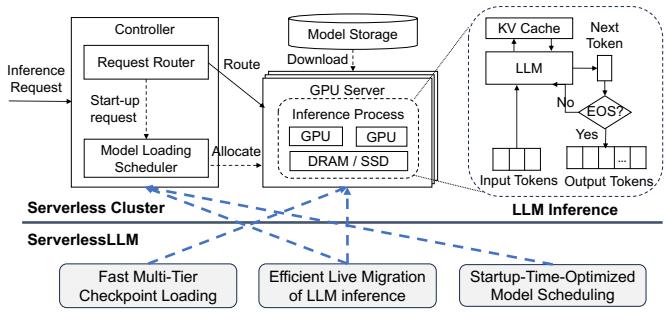 Controller
Inference
Request
Request Router
Start-up
request
Model Loading
Scheduler
Route
Allocate
Model Storage
Download
GPU Server
Inference Process
GPU
GPU
DRAM / SSD
KV Cache
Next
Token
LLM
No
EOS?
Yes
...
Input Tokens
Output Tokens
Serverless Cluster
LLM Inference
ServerlessLLM
Fast Multi-Tier
Checkpoint Loading
Efficient Live Migration
of LLM inference
Startup-Time-Optimized
Model Scheduling